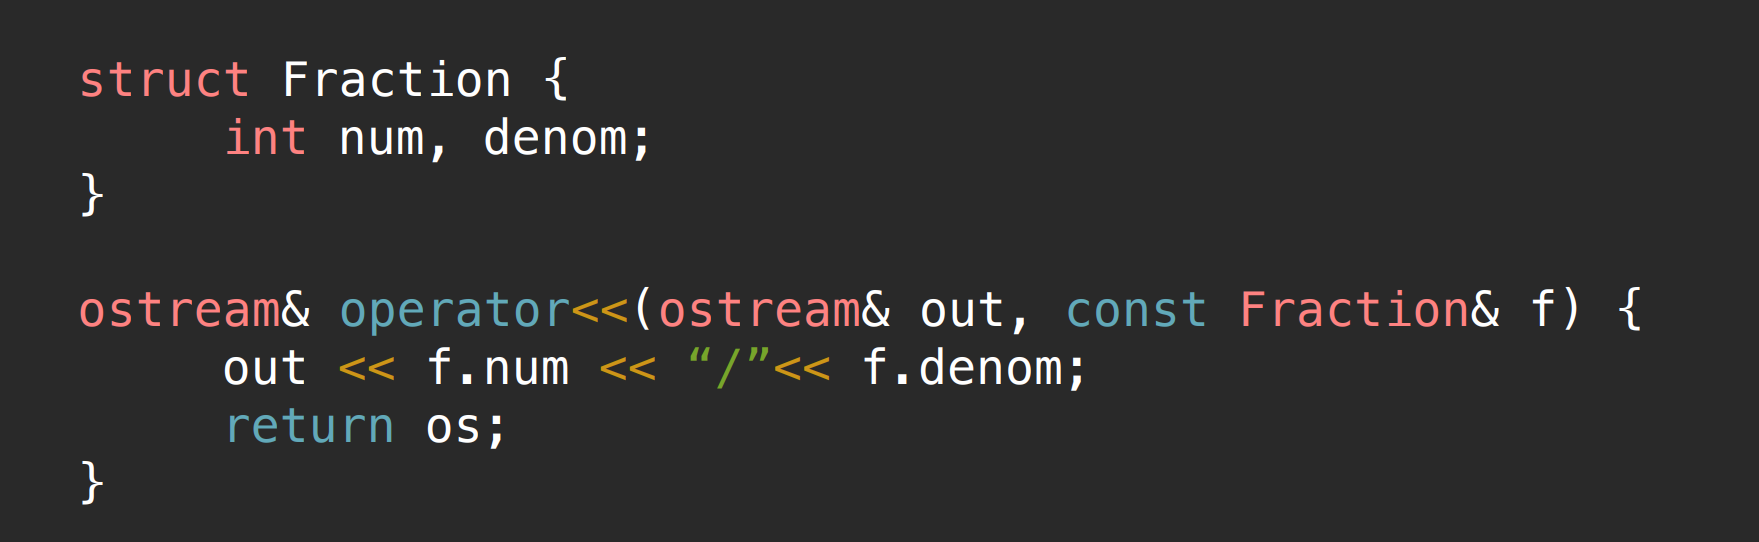 struct Fraction {
     int num, denom;
}

ostream& operator<<(ostream& out, const Fraction& f) {
     out << f.num << “/”<< f.denom;
     return os;
}